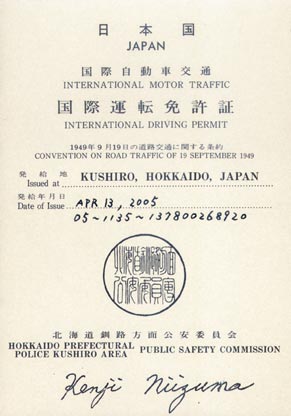 日本国
JAPAN
国際自動車交通
INTERNATIONAL MOTOR TRAFFIC
国際運転免許証
INTERNATIONAL DRIVING PERMIT
1949年9月19日の道路交通に関する条約
CONVENTION ON ROAD TRAFFIC OF 19 SEPTEMBER 1949
発給地
Issued at KUSHIRO, HOKKAIDO, JAPAN
発給年月日
Date of Issue APR 13, 2005
05-1135-137800268920
北海道釧路方面公安委員会
HOKKAIDO PREFECTURAL POLICE KUSHIRO AREA PUBLIC SAFETY COMMISSION
Kenji Niizuma